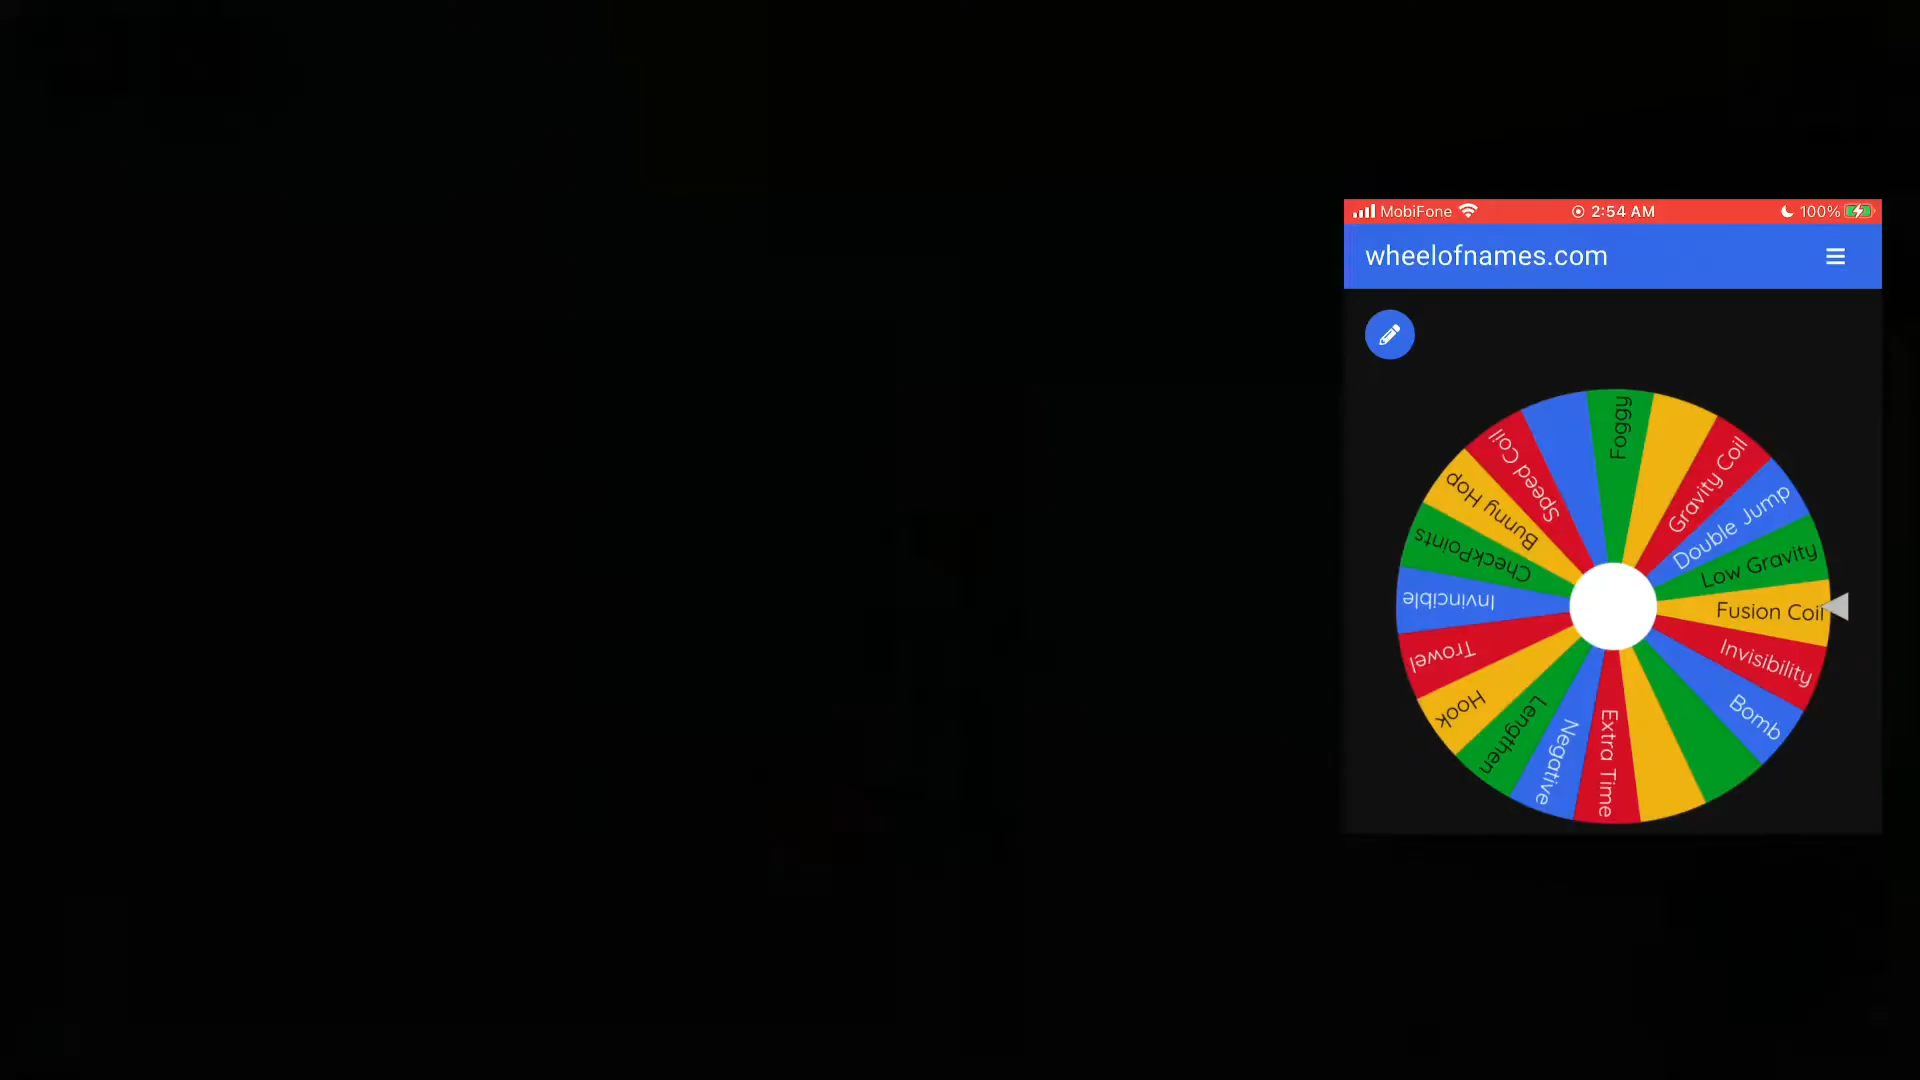 MobiFone 2:54 AM 100%
wheelofnames.com
Foggy
Gravity Coil
Double Jump
Low Gravity
Fusion Coil
Invisibility
Bomb
Extra Time
Negative
Lengthen
Hook
Trowel
Invincible
CheckPoints
Bunny Hop
Speed Coil